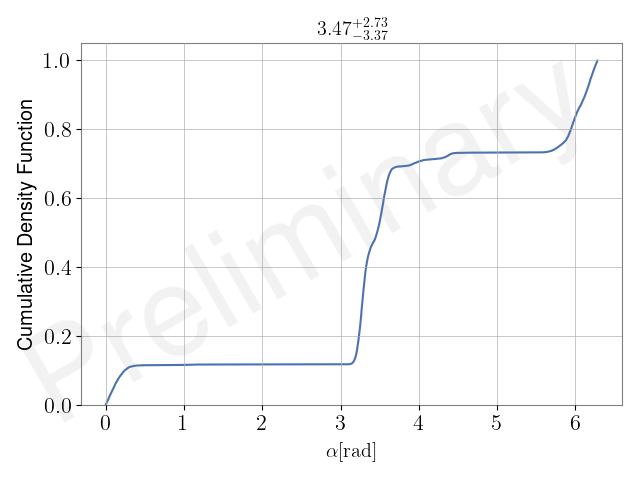 3.47^{+2.73}_{-3.37}
1.0
0.8
0.6
0.4
0.2
0.0
Cumulative Density Function
Preliminary
0 1 2 3 4 5 6
α[rad]